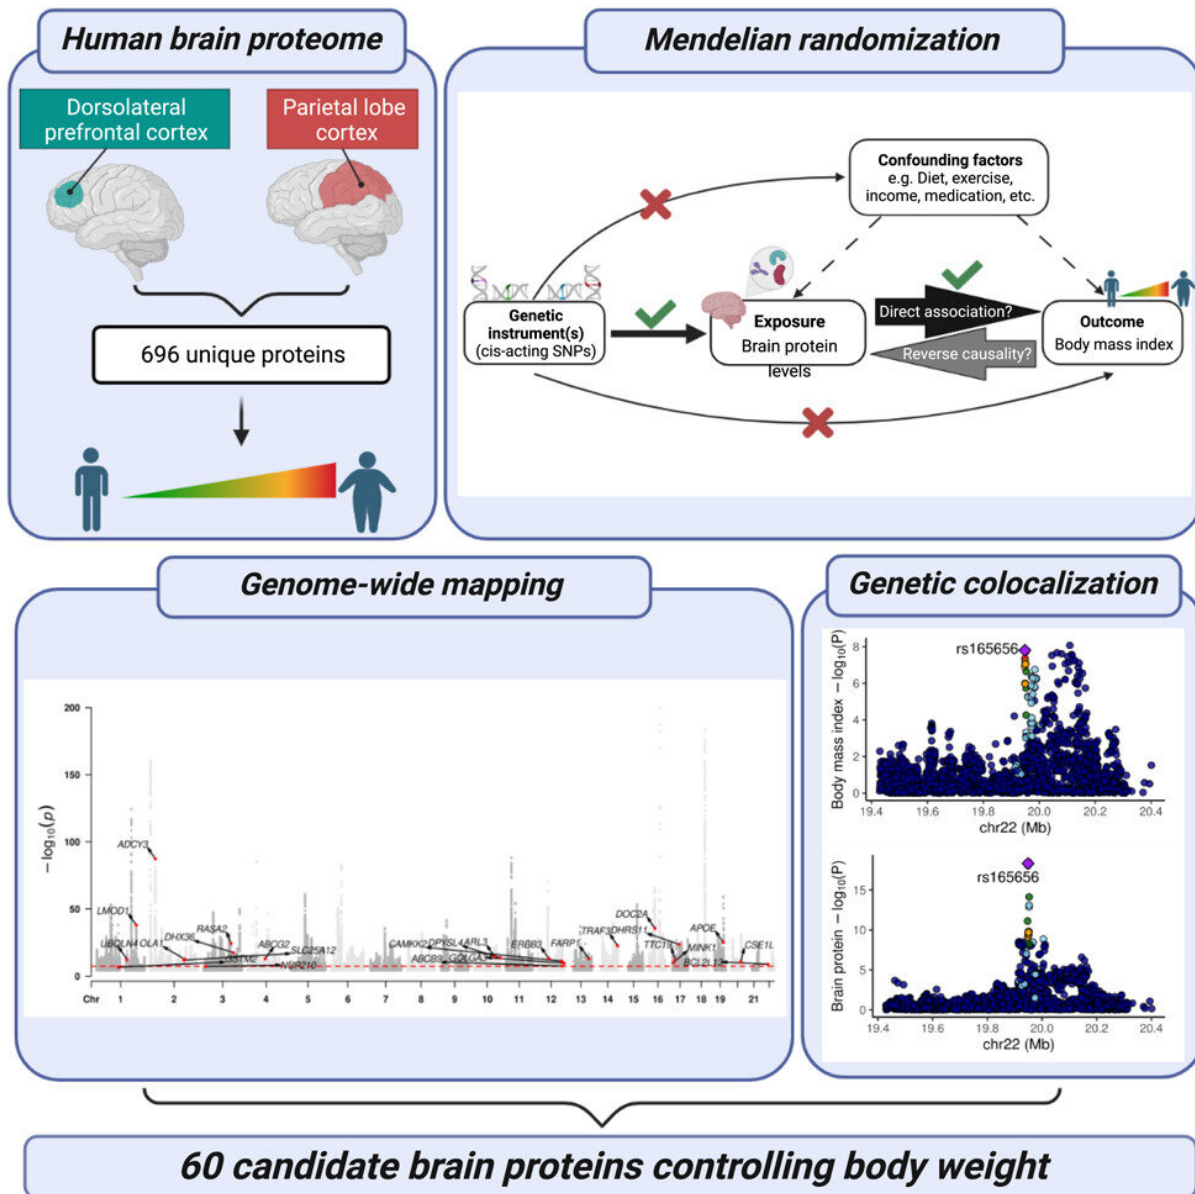 Human brain proteome
Dorsolateral
prefrontal cortex
Parietal lobe
cortex
696 unique proteins
Mendelian randomization
Confounding factors
e.g. Diet, exercise,
income, medication, etc.
Genetic
instrument(s)
(cis-acting SNPs)
Exposure
Brain protein
levels
Direct association?
Reverse causality?
Outcome
Body mass index
Genome-wide mapping
−log10(p)
200
150
100
50
0
ADCY3
LMOD1
UBQLN4
OLA1
DHX36
RASA2
GSTM2
ABCG2
NUP210
SLC25A12
CAMKK2
DPYSL4
ARL3
ABCB9
GOLGA3
ERBB3
FARP1
TRAF3
DOC2A
DHRS11
TTC19
MINK1
APOE
BCL2L13
CSE1L
Chr 1 2 3 4 5 6 7 8 9 10 11 12 13 14 15 16 17 18 19 21
Genetic colocalization
Body mass index − log10(P)
8
6
4
2
0
rs165656
19.4 19.6 19.8 20.0 20.2 20.4
chr22 (Mb)
Brain protein − log10(P)
15
10
5
0
rs165656
19.4 19.6 19.8 20.0 20.2 20.4
chr22 (Mb)
60 candidate brain proteins controlling body weight